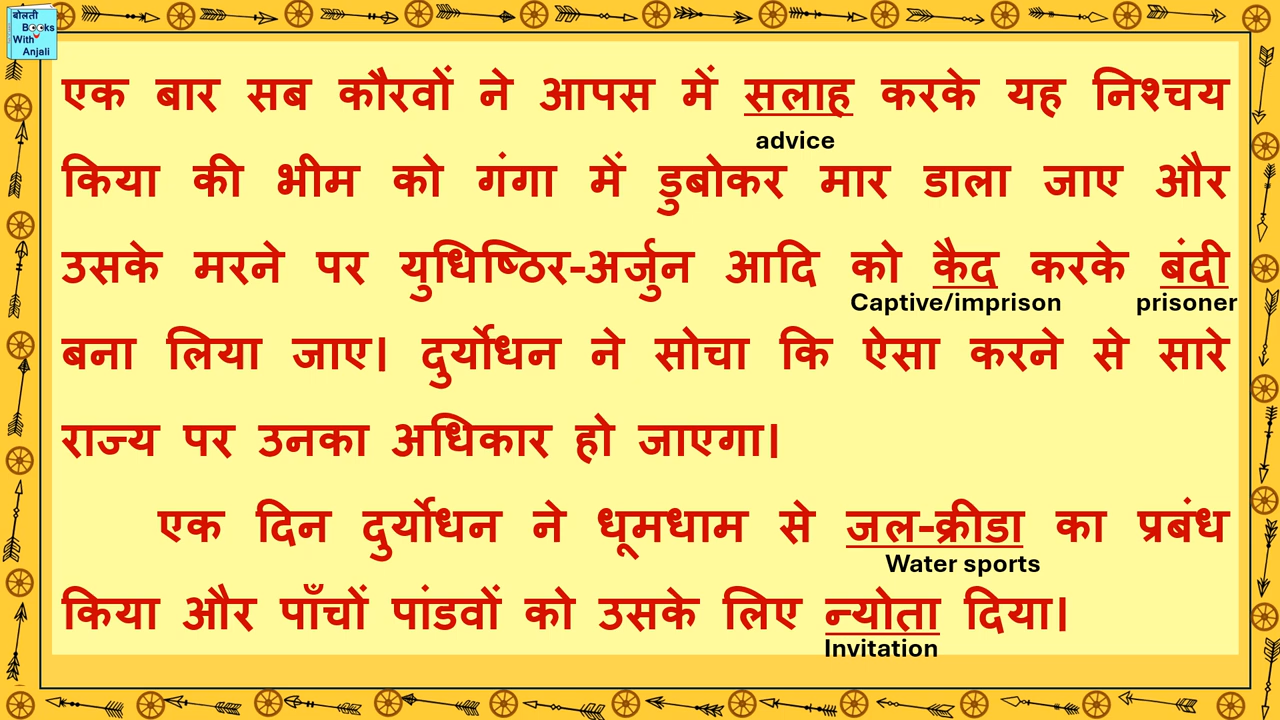 बोलती
Books
With
Anjali
एक बार सब कौरवों ने आपस में सलाह करके यह निश्चय
advice
किया की भीम को गंगा में डुबोकर मार डाला जाए और
उसके मरने पर युधिष्ठिर-अर्जुन आदि को कैद करके बंदी
Captive/imprison prisoner
बना लिया जाए। दुर्योधन ने सोचा कि ऐसा करने से सारे
राज्य पर उनका अधिकार हो जाएगा।
एक दिन दुर्योधन ने धूमधाम से जल-क्रीडा का प्रबंध
Water sports
किया और पाँचों पांडवों को उसके लिए न्योता दिया।
Invitation